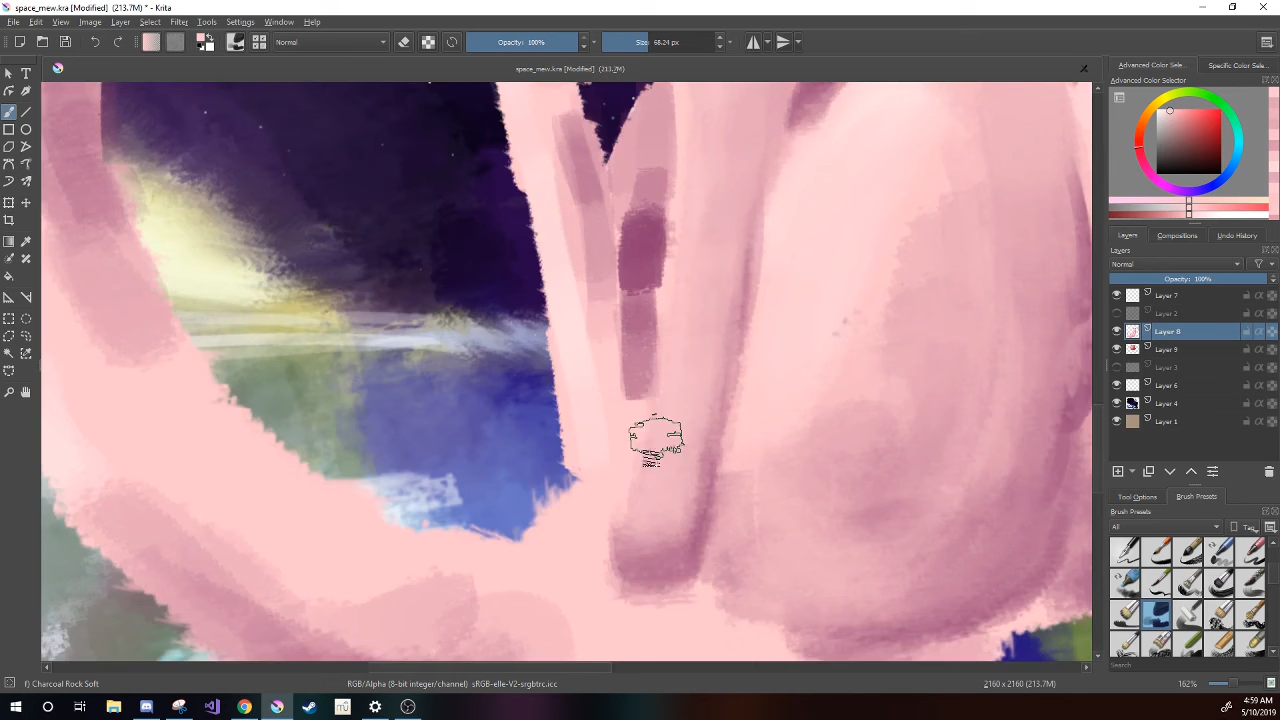 space_mew.kra [Modified] (213.7M) * - Krita
File Edit View Image Layer Select Filter Tools Settings Window Help
Normal Opacity: 100% Size: 68.24 px
space_mew.kra [Modified] (213.7M)
Advanced Color Sele... Specific Color Sele...
Advanced Color Selector
Layers Compositions Undo History
Layers
Normal
Opacity: 100%
Layer 7
Layer 2
Layer 8
Layer 9
Layer 3
Layer 6
Layer 4
Layer 1
Tool Options Brush Presets
Brush Presets
All Tag
Search
f) Charcoal Rock Soft RGB/Alpha (8-bit integer/channel) sRGB-elle-V2-srgbtrc.icc 2160 x 2160 (213.7M) 162%
4:59 AM
5/10/2019